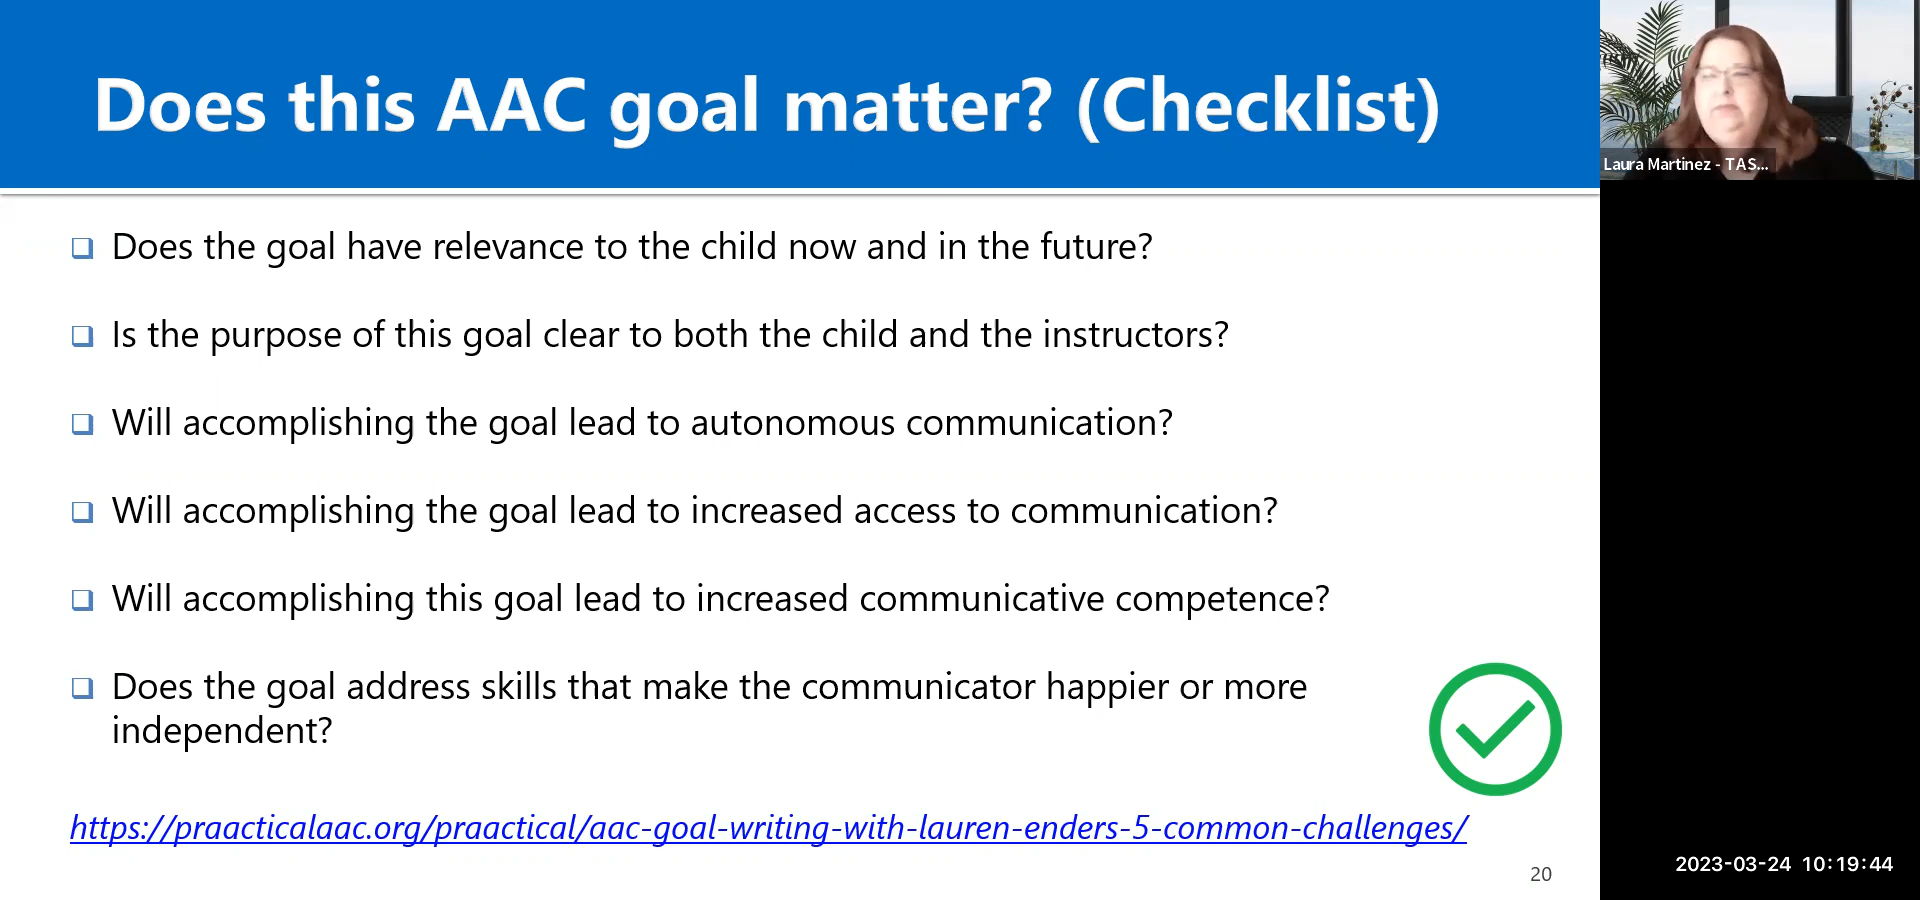 Does this AAC goal matter? (Checklist)
Laura Martinez - TAS...
Does the goal have relevance to the child now and in the future?
Is the purpose of this goal clear to both the child and the instructors?
Will accomplishing the goal lead to autonomous communication?
Will accomplishing the goal lead to increased access to communication?
Will accomplishing this goal lead to increased communicative competence?
Does the goal address skills that make the communicator happier or more
independent?
https://praacticalaac.org/praactical/aac-goal-writing-with-lauren-enders-5-common-challenges/
20
2023-03-24 10:19:44